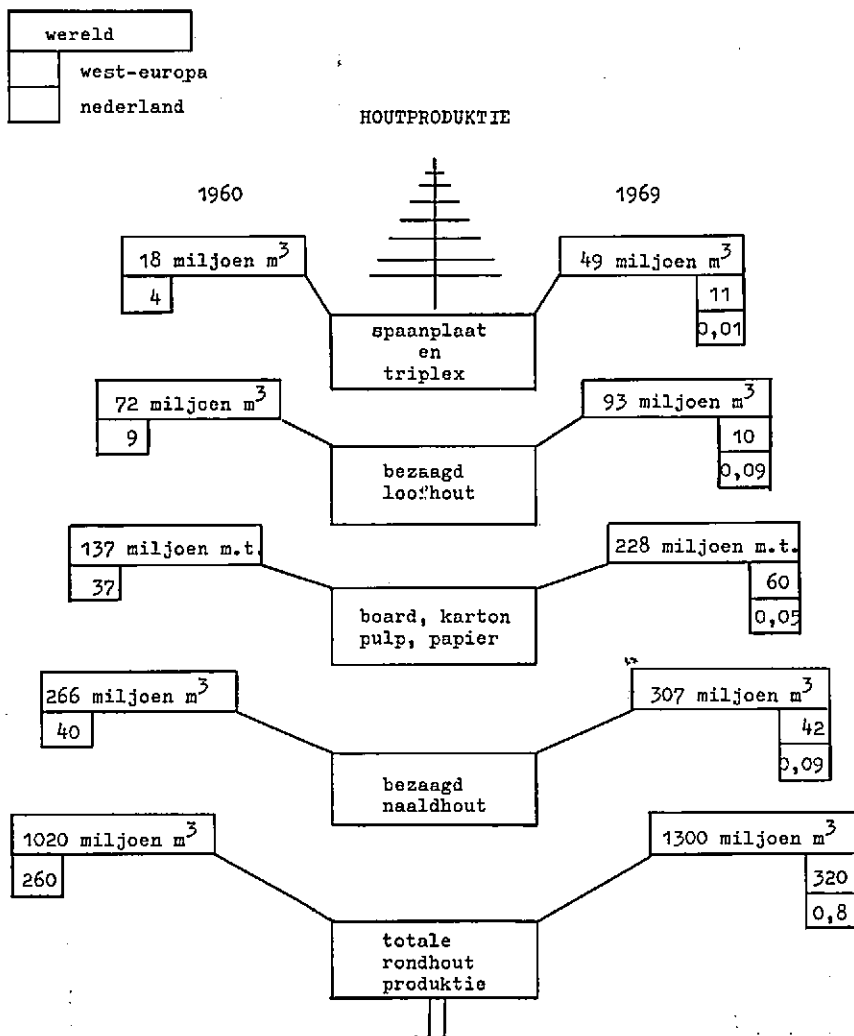 wereld
west-europa
nederland
HOUTPRODUKTIE
1960
1969
18 miljoen m³
4
49 miljoen m³
11
0,01
spaanplaat
en
triplex
72 miljoen m³
9
93 miljoen m³
10
0,09
bezaagd
loofhout
137 miljoen m.t.
37
228 miljoen m.t.
60
0,05
board, karton
pulp, papier
266 miljoen m³
40
307 miljoen m³
42
0,09
bezaagd
naaldhout
1020 miljoen m³
260
1300 miljoen m³
320
0,8
totale
rondhout
produktie